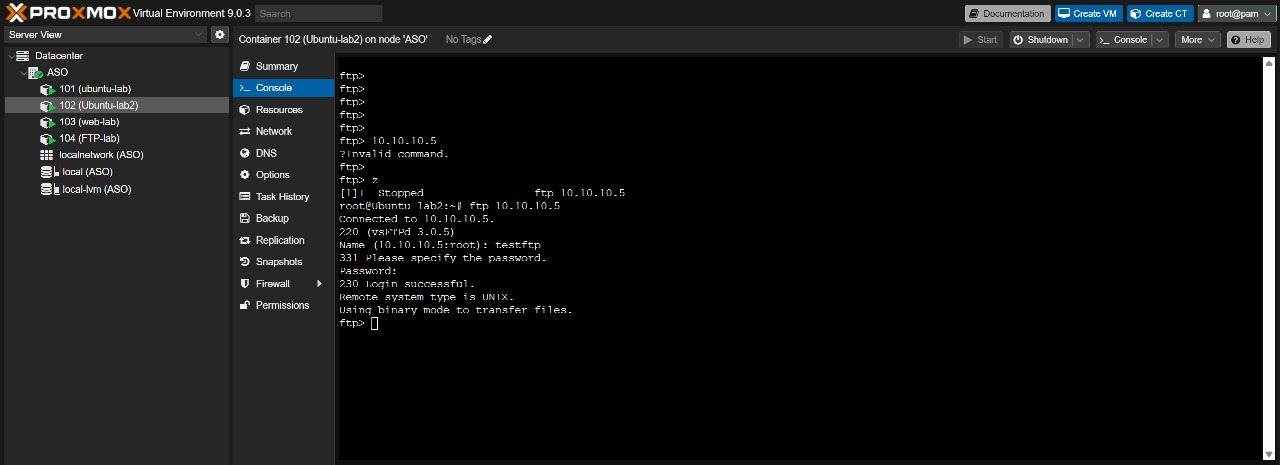 PROXMOX Virtual Environment 9.0.3 Search Documentation Create VM Create CT root@pam
Server View
Container 102 (Ubuntu-lab2) on node 'ASO' No Tags Start Shutdown Console More Help
Datacenter
ASO
101 (ubuntu-lab)
102 (Ubuntu-lab2)
103 (web-lab)
104 (FTP-lab)
localnetwork (ASO)
local (ASO)
local-lvm (ASO)
Summary
Console
Resources
Network
DNS
Options
Task History
Backup
Replication
Snapshots
Firewall
Permissions
ftp>
ftp>
ftp>
ftp>
ftp>
ftp> 10.10.10.5
?Invalid command.
ftp>
ftp> z
[1]+ Stopped ftp 10.10.10.5
root@Ubuntu-lab2:~# ftp 10.10.10.5
Connected to 10.10.10.5.
220 (vsFTPd 3.0.5)
Name (10.10.10.5:root): testftp
331 Please specify the password.
Password:
230 Login successful.
Remote system type is UNIX.
Using binary mode to transfer files.
ftp>